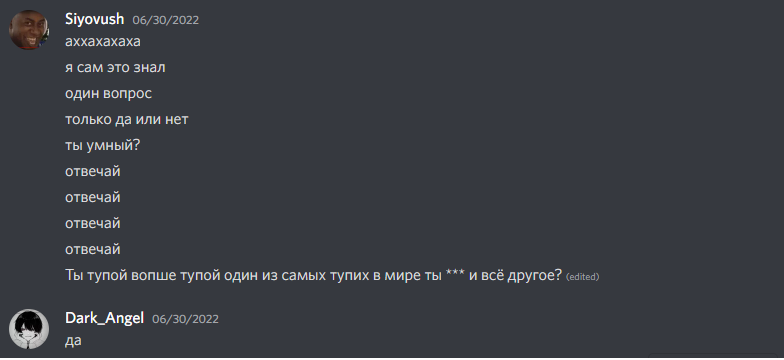 Siyovush 06/30/2022
аххахахаха
я сам это знал
один вопрос
только да или нет
ты умный?
отвечай
отвечай
отвечай
отвечай
Ты тупой вопше тупой один из самых тупих в мире ты *** и всё другое? (edited)
Dark_Angel 06/30/2022
да